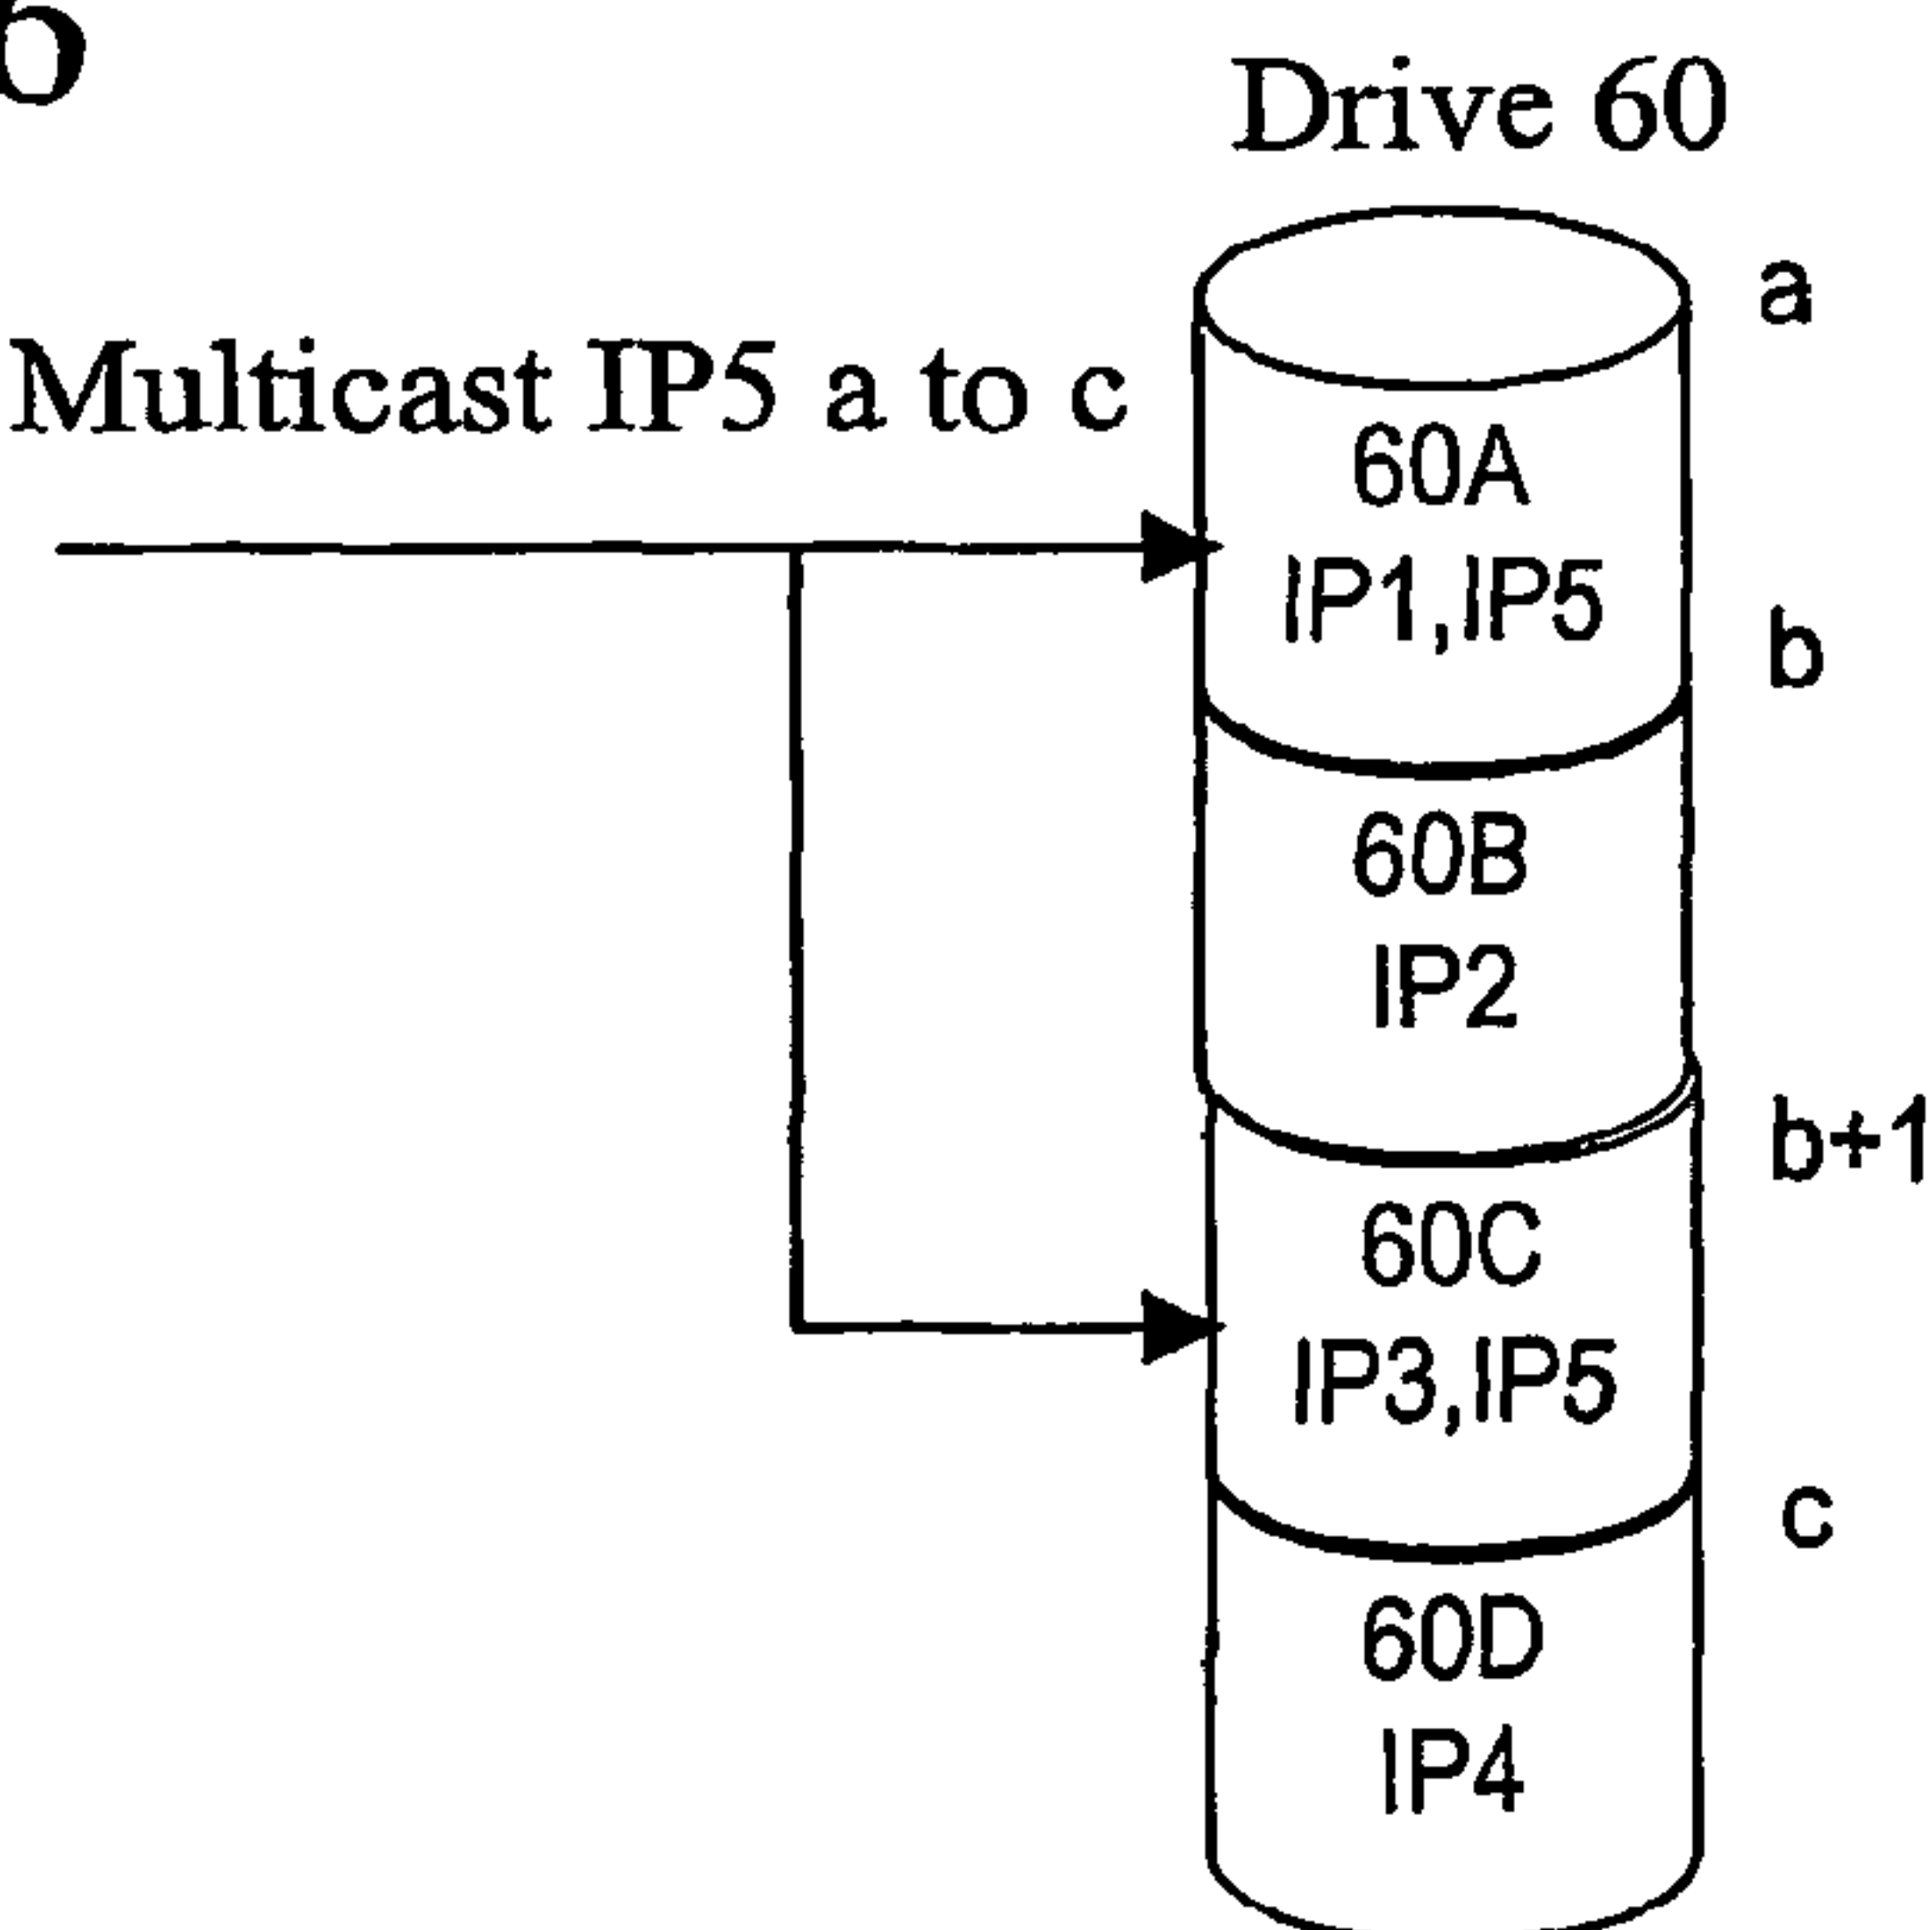 Drive 60
a
Multicast IP5 a to c
60A
IP1,IP5
b
60B
IP2
b+1
60C
IP3,IP5
c
60D
IP4